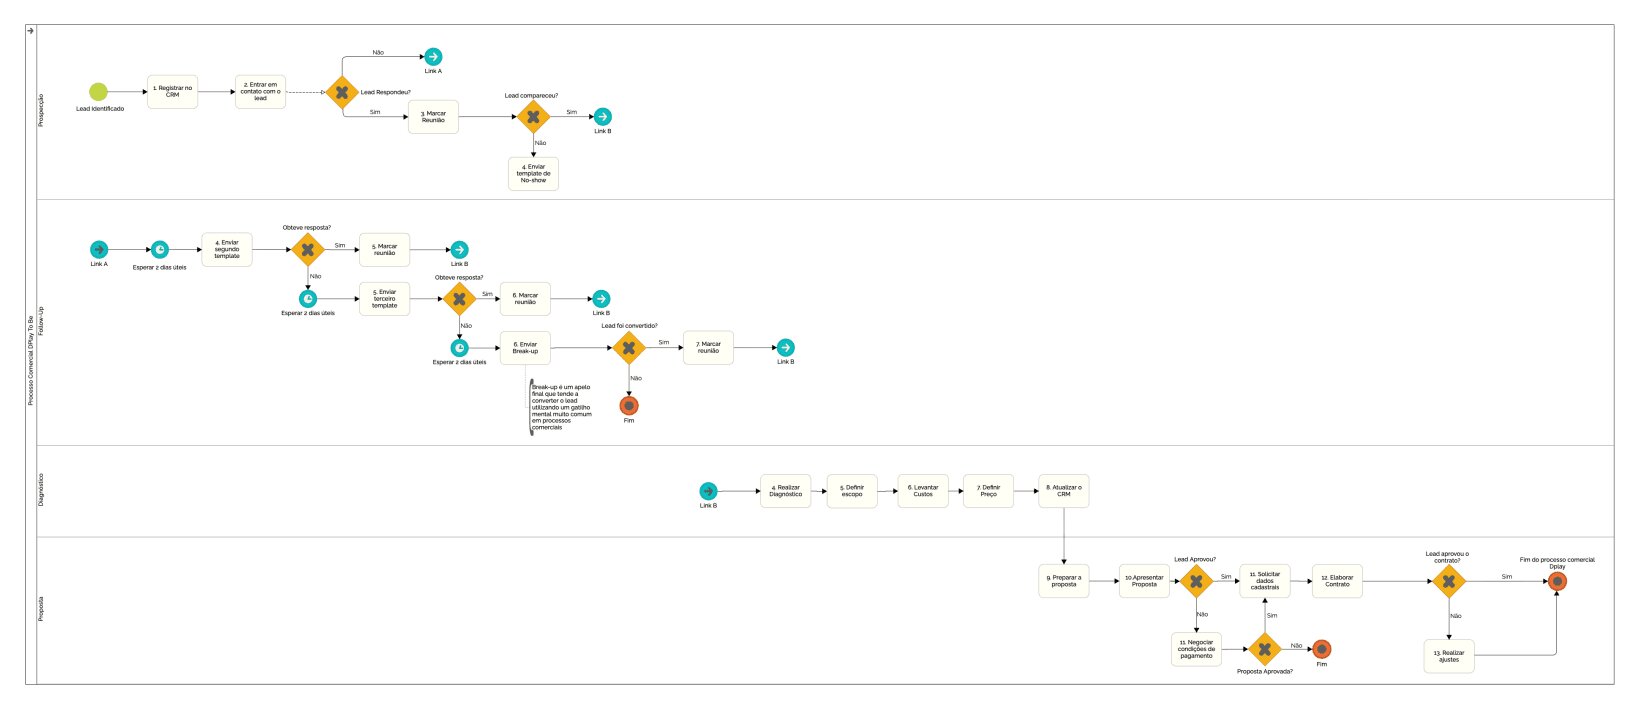 Processo Comercial DPlay To Be
Prospecção
Lead Identificado
1. Registrar no
CRM
2. Entrar em
contato com o
lead
Lead Respondeu?
Não
Link A
Sim
3. Marcar
Reunião
Lead compareceu?
Sim
Link B
Não
4. Enviar
template de
No-show
Follow-Up
Link A
Esperar 2 dias úteis
4. Enviar
segundo
template
Obteve resposta?
Sim
5. Marcar
reunião
Link B
Não
Esperar 2 dias úteis
5. Enviar
terceiro
template
Obteve resposta?
Sim
6. Marcar
reunião
Link B
Não
Esperar 2 dias úteis
6. Enviar
Break-up
Break-up é um apelo
final que tende a
converter o lead
utilizando um gatilho
mental muito comum
em processos
comerciais
Lead foi convertido?
Sim
7. Marcar
reunião
Link B
Não
Fim
Diagnóstico
Link B
4. Realizar
Diagnóstico
5. Definir
escopo
6. Levantar
Custos
7. Definir
Preço
8. Atualizar o
CRM
Proposta
9. Preparar a
proposta
10.Apresentar
Proposta
Lead Aprovou?
Sim
11. Solicitar
dados
cadastrais
12. Elaborar
Contrato
Lead aprovou o
contrato?
Sim
Fim do processo comercial
Dplay
Não
11. Negociar
condições de
pagamento
Sim
Proposta Aprovada?
Não
Fim
Não
13. Realizar
ajustes